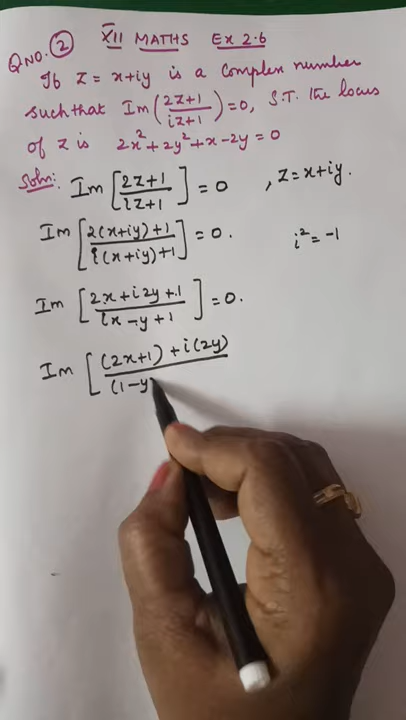 Q NO. 2 XII MATHS Ex 2.6
If z = x+iy is a complex number
such that Im(2z+1/iz+1)=0, S.T. the locus
of z is 2x²+2y²+x-2y=0
Soln: Im [2z+1/iz+1] = 0 , z = x+iy.
Im [2(x+iy)+1/i(x+iy)+1] = 0. i² = -1
Im [2x+i2y+1/ix-y+1] = 0.
Im [(2x+1)+i(2y)/(1-y)